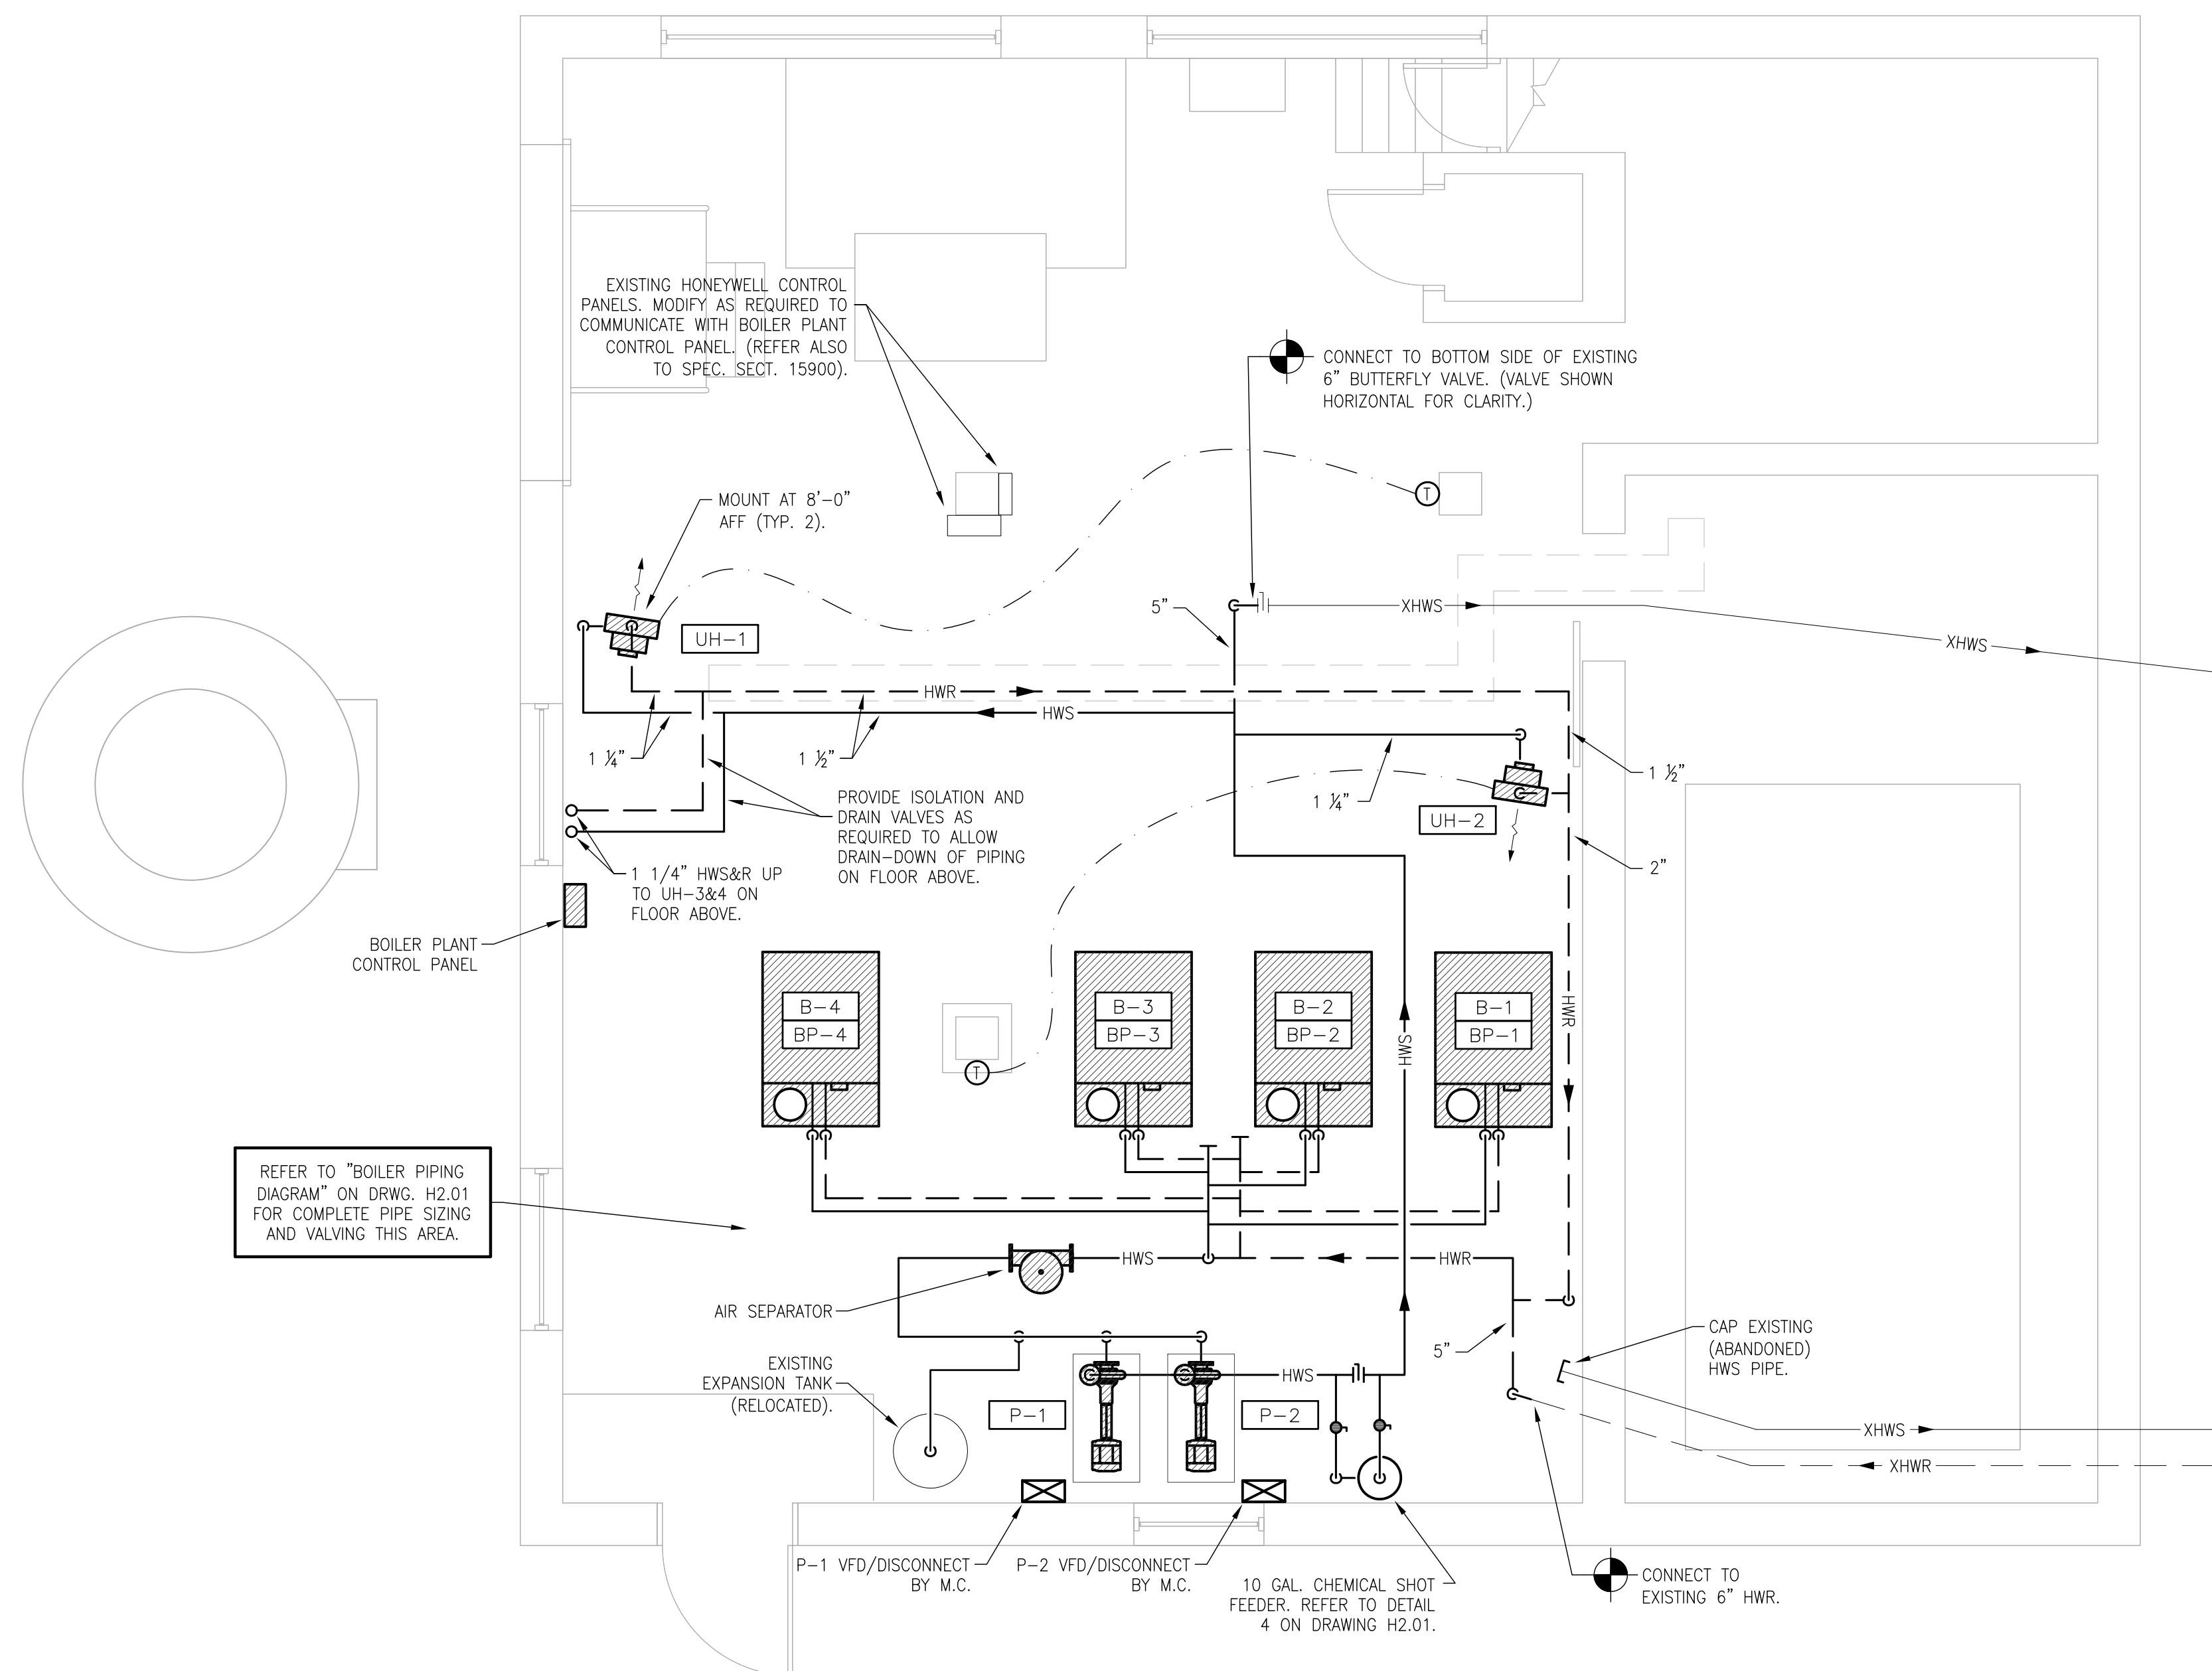 EXISTING HONEYWELL CONTROL
PANELS. MODIFY AS REQUIRED TO
COMMUNICATE WITH BOILER PLANT
CONTROL PANEL. (REFER ALSO
TO SPEC. SECT. 15900).
CONNECT TO BOTTOM SIDE OF EXISTING
6" BUTTERFLY VALVE. (VALVE SHOWN
HORIZONTAL FOR CLARITY.)
MOUNT AT 8'-0"
AFF (TYP. 2).
T
5"
XHWS
XHWS
UH-1
HWR
HWS
1 ¼"
1 ½"
1 ½"
1 ¼"
UH-2
2"
PROVIDE ISOLATION AND
DRAIN VALVES AS
REQUIRED TO ALLOW
DRAIN-DOWN OF PIPING
ON FLOOR ABOVE.
1 1/4" HWS&R UP
TO UH-3&4 ON
FLOOR ABOVE.
BOILER PLANT
CONTROL PANEL
B-4
BP-4
B-3
BP-3
B-2
BP-2
B-1
BP-1
HWR
HWS
T
REFER TO "BOILER PIPING
DIAGRAM" ON DRWG. H2.01
FOR COMPLETE PIPE SIZING
AND VALVING THIS AREA.
HWS
HWR
AIR SEPARATOR
5"
CAP EXISTING
(ABANDONED)
HWS PIPE.
EXISTING
EXPANSION TANK
(RELOCATED).
HWS
P-1
P-2
XHWS
XHWR
P-1 VFD/DISCONNECT
BY M.C.
P-2 VFD/DISCONNECT
BY M.C.
10 GAL. CHEMICAL SHOT
FEEDER. REFER TO DETAIL
4 ON DRAWING H2.01.
CONNECT TO
EXISTING 6" HWR.